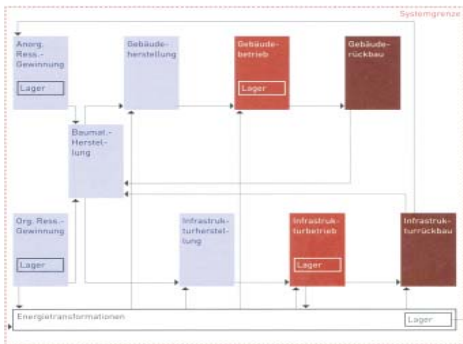 Systemgrenze
Anorg.
Ress.-
Gewinnung
Lager
Gebäude-
herstellung
Gebäude-
betrieb
Lager
Gebäude-
rückbau
Baumat.-
Herstel-
lung
Org. Ress.-
Gewinnung
Lager
Infrastruk-
turherstel-
lung
Infrastruk-
turbetrieb
Lager
Infrastruk-
turrückbau
Energietransformationen
Lager